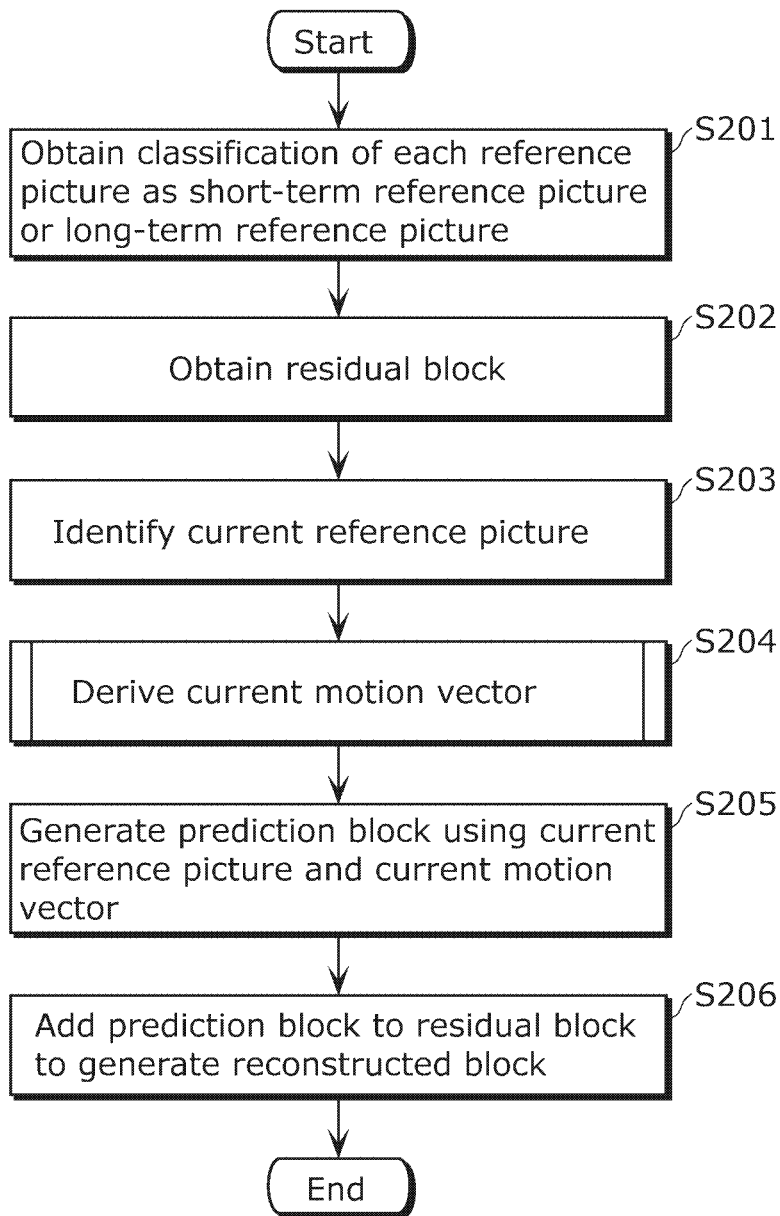 Start
S201
Obtain classification of each reference
picture as short-term reference picture
or long-term reference picture
S202
Obtain residual block
S203
Identify current reference picture
S204
Derive current motion vector
S205
Generate prediction block using current
reference picture and current motion
vector
S206
Add prediction block to residual block
to generate reconstructed block
End